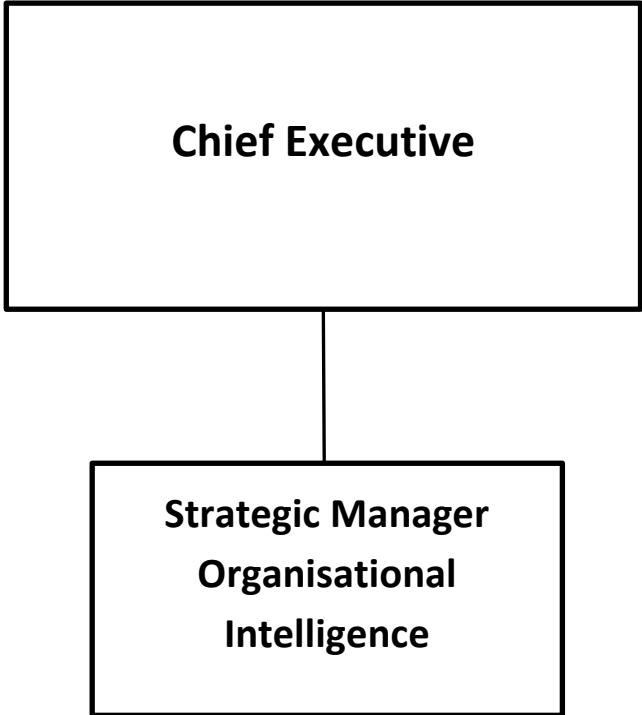 Chief Executive
Strategic Manager
Organisational
Intelligence